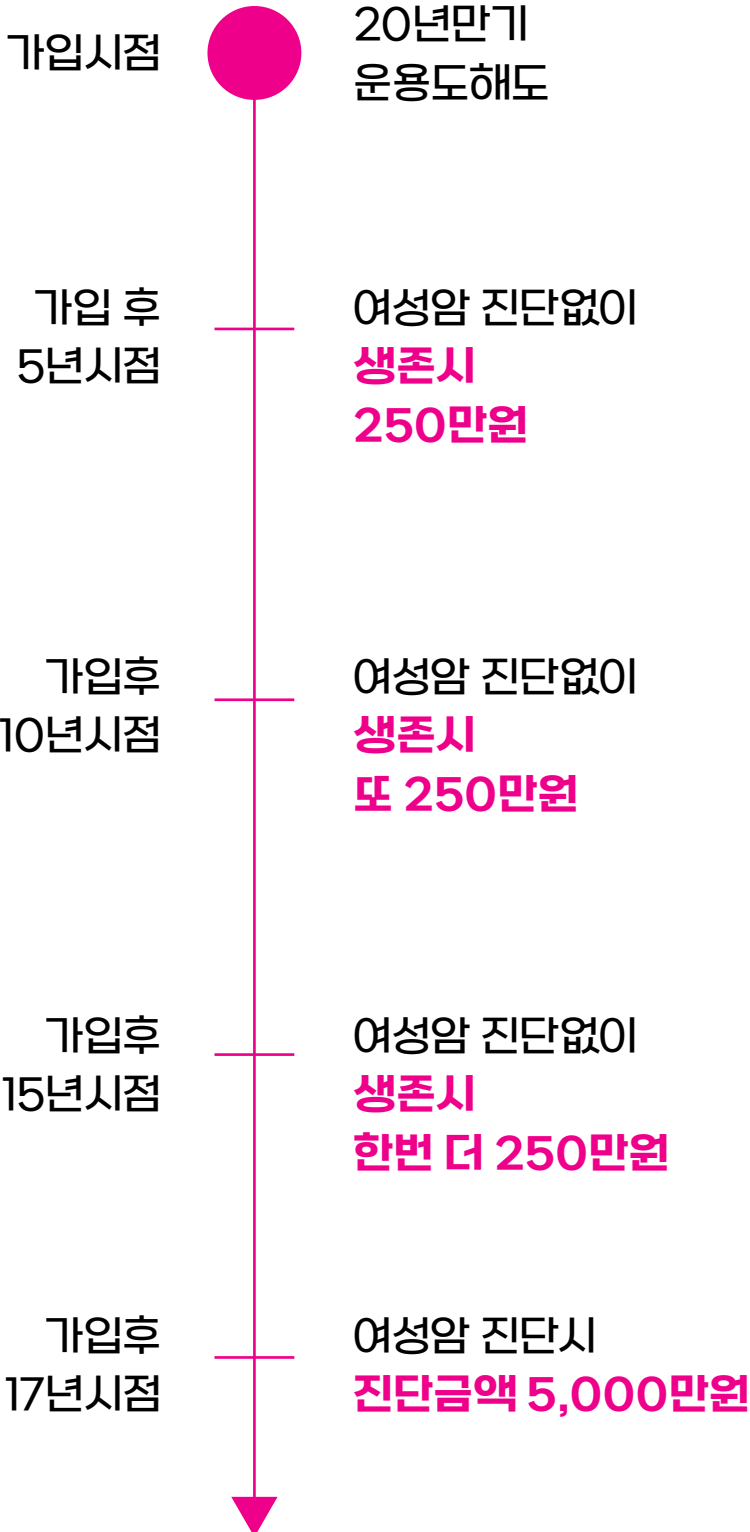 가입시점
20년만기
운용도해도
가입 후
5년시점
여성암 진단없이
생존시
250만원
가입후
10년시점
여성암 진단없이
생존시
또 250만원
가입후
15년시점
여성암 진단없이
생존시
한번 더 250만원
가입후
17년시점
여성암 진단시
진단금액 5,000만원